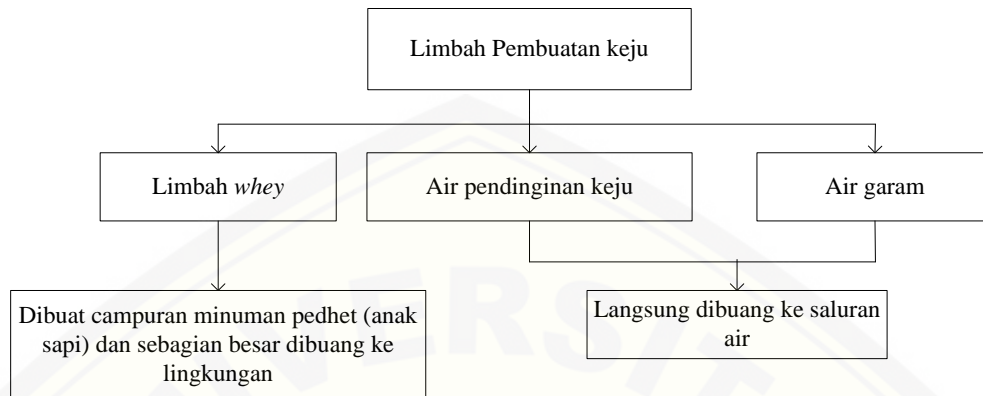 Limbah Pembuatan keju
Limbah whey
Air pendinginan keju
Air garam
Dibuat campuran minuman pedhet (anak
sapi) dan sebagian besar dibuang ke
lingkungan
Langsung dibuang ke saluran
air
VERSIT